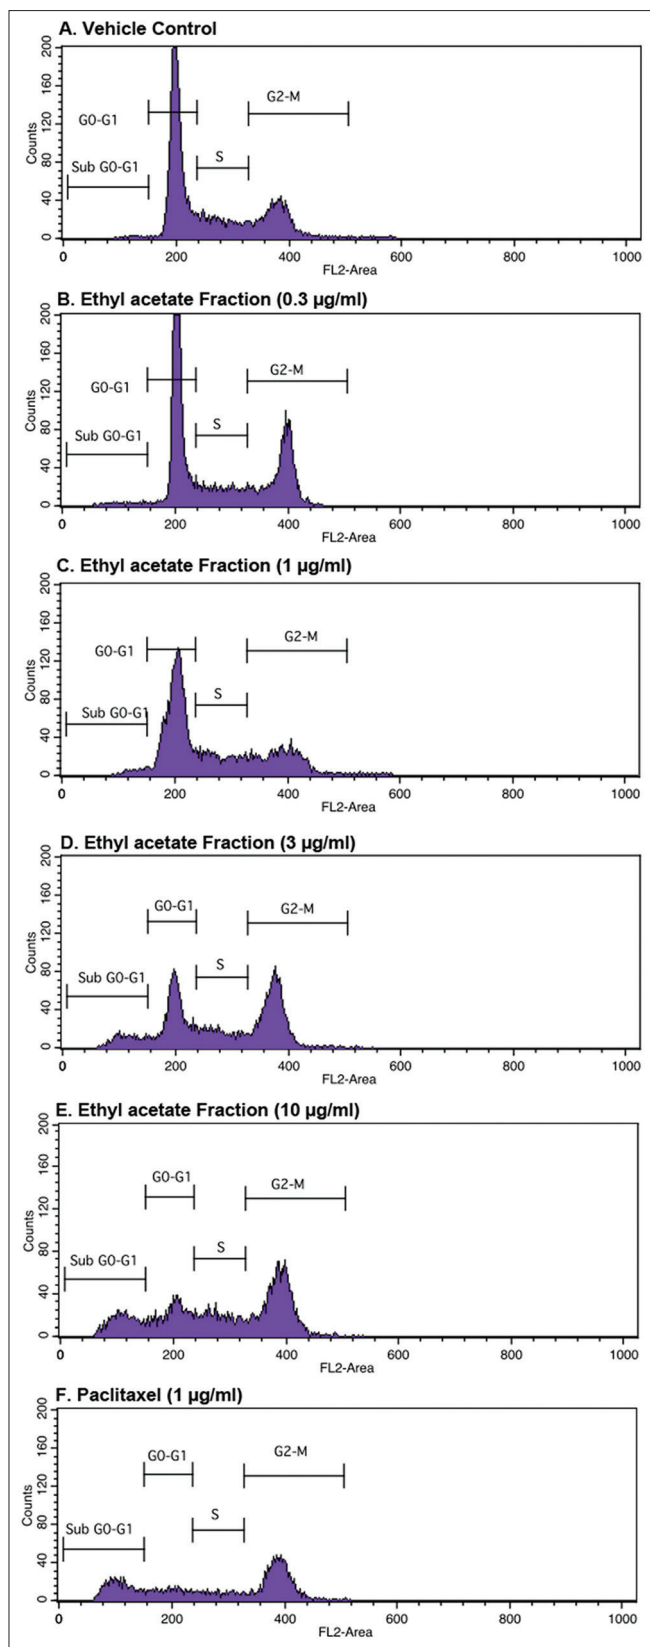 A. Vehicle Control
200
160
120
80
40
0
Counts
G0-G1
Sub G0-G1
S
G2-M
0 200 400 600 800 1000
FL2-Area
B. Ethyl acetate Fraction (0.3 µg/ml)
200
160
120
80
40
0
Counts
G0-G1
Sub G0-G1
S
G2-M
0 200 400 600 800 1000
FL2-Area
C. Ethyl acetate Fraction (1 µg/ml)
200
160
120
80
40
0
Counts
G0-G1
Sub G0-G1
S
G2-M
0 200 400 600 800 1000
FL2-Area
D. Ethyl acetate Fraction (3 µg/ml)
200
160
120
80
40
0
Counts
G0-G1
Sub G0-G1
S
G2-M
0 200 400 600 800 1000
FL2-Area
E. Ethyl acetate Fraction (10 µg/ml)
200
160
120
80
40
0
Counts
G0-G1
Sub G0-G1
S
G2-M
0 200 400 600 800 1000
FL2-Area
F. Paclitaxel (1 µg/ml)
200
160
120
80
40
0
Counts
G0-G1
Sub G0-G1
S
G2-M
0 200 400 600 800 1000
FL2-Area